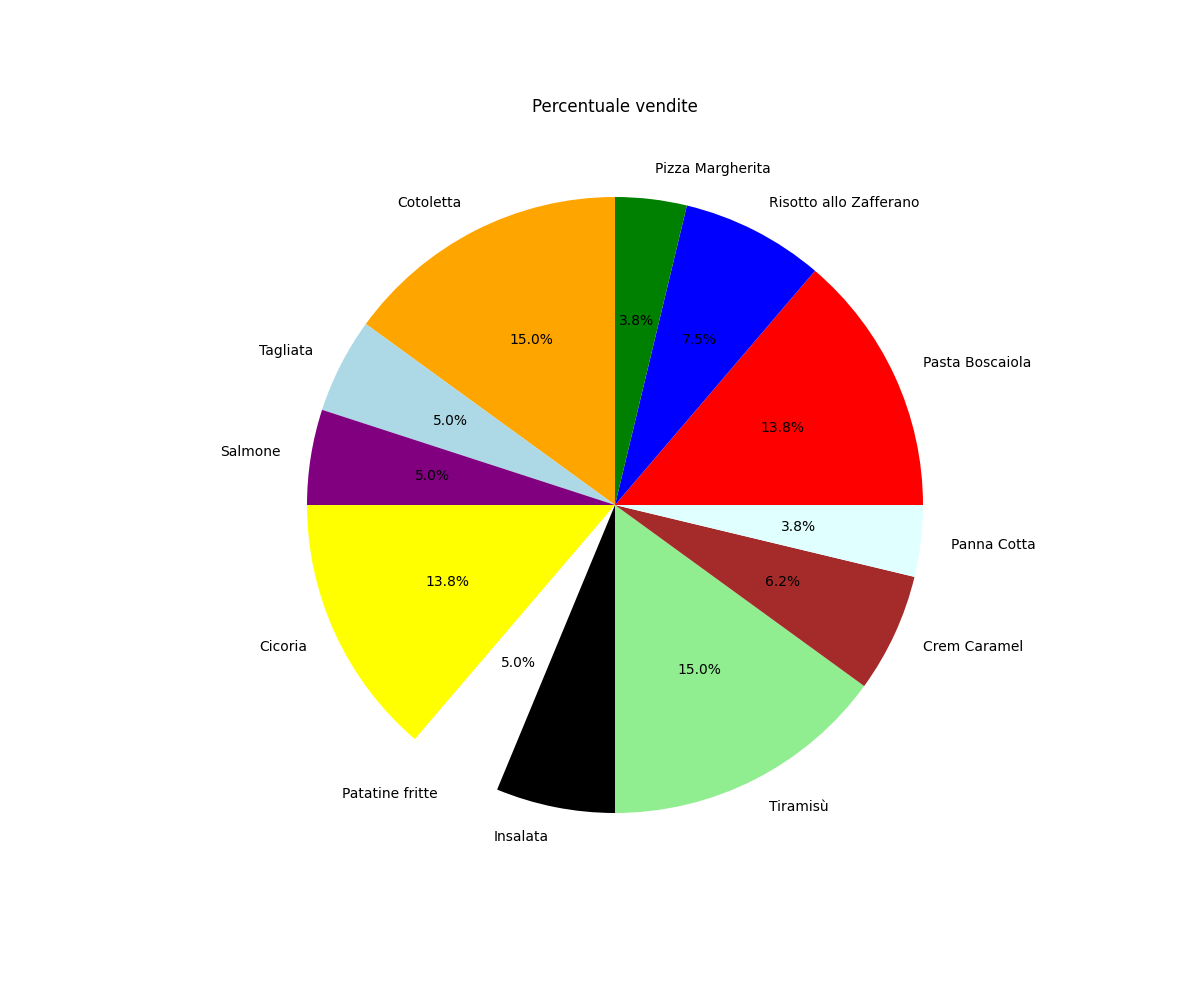 Percentuale vendite
Pizza Margherita
Cotoletta
Risotto allo Zafferano
3.8%
15.0%
7.5%
Tagliata
Pasta Boscaiola
5.0%
13.8%
Salmone
5.0%
3.8%
Panna Cotta
13.8%
6.2%
Cicoria
Crem Caramel
5.0%
15.0%
Patatine fritte
Tiramisù
Insalata